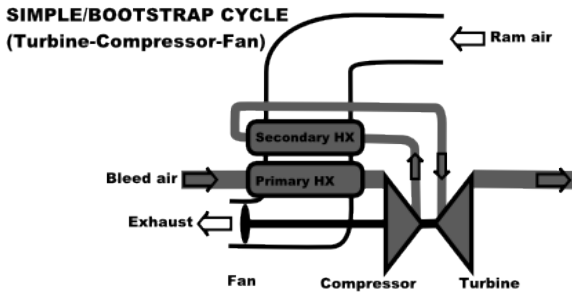 SIMPLE/BOOTSTRAP CYCLE
(Turbine-Compressor-Fan)
Ram air
Secondary HX
Bleed air
Primary HX
Exhaust
Fan
Compressor
Turbine